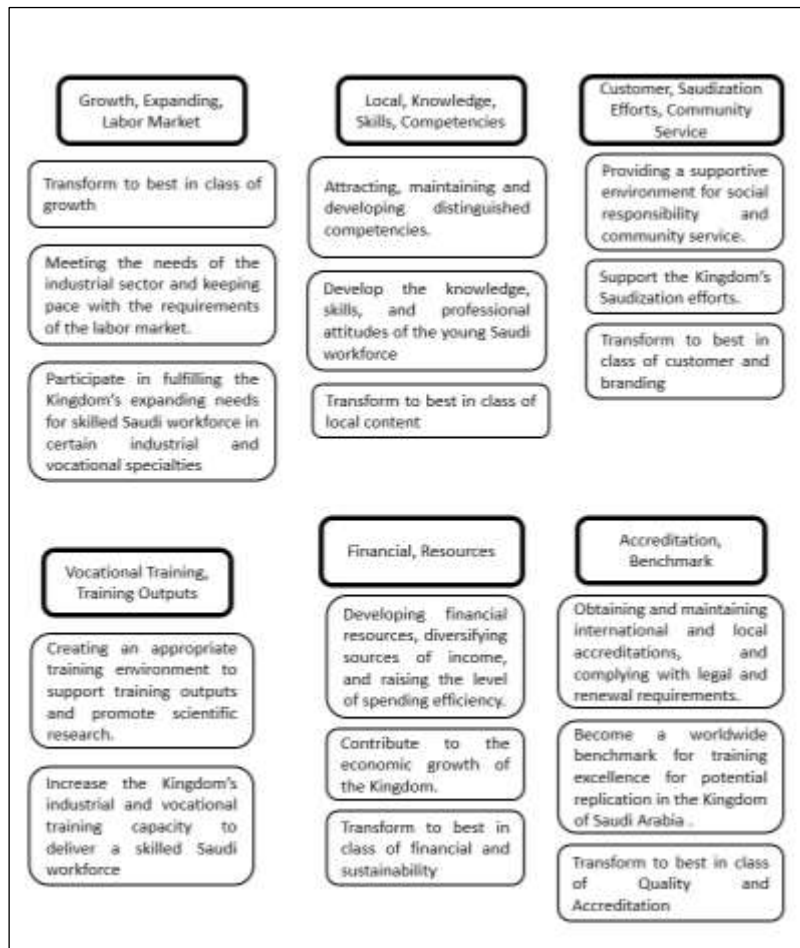 Growth, Expanding,
Labor Market
Transform to best in class of
growth
Meeting the needs of the
industrial sector and keeping
pace with the requirements
of the labor market.
Participate in fulfilling the
Kingdom's expanding needs
for skilled Saudi workforce in
certain industrial and
vocational specialties
Local, Knowledge,
Skills, Competencies
Attracting, maintaining and
developing distinguished
competencies.
Develop the knowledge,
skills, and professional
attitudes of the young Saudi
workforce
Transform to best in class of
local content
Customer, Saudization
Efforts, Community
Service
Providing a supportive
environment for social
responsibility and
community service.
Support the Kingdom's
Saudization efforts.
Transform to best in
class of customer and
branding
Vocational Training,
Training Outputs
Creating an appropriate
training environment to
support training outputs
and promote scientific
research.
Increase the Kingdom's
industrial and vocational
training capacity to
deliver a skilled Saudi
workforce
Financial, Resources
Developing financial
resources, diversifying
sources of income,
and raising the level
of spending efficiency.
Contribute to the
economic growth of
the Kingdom.
Transform to best in
class of financial and
sustainability
Accreditation,
Benchmark
Obtaining and maintaining
international and local
accreditations, and
complying with legal and
renewal requirements.
Become a worldwide
benchmark for training
excellence for potential
replication in the Kingdom
of Saudi Arabia .
Transform to best in class
of Quality and
Accreditation